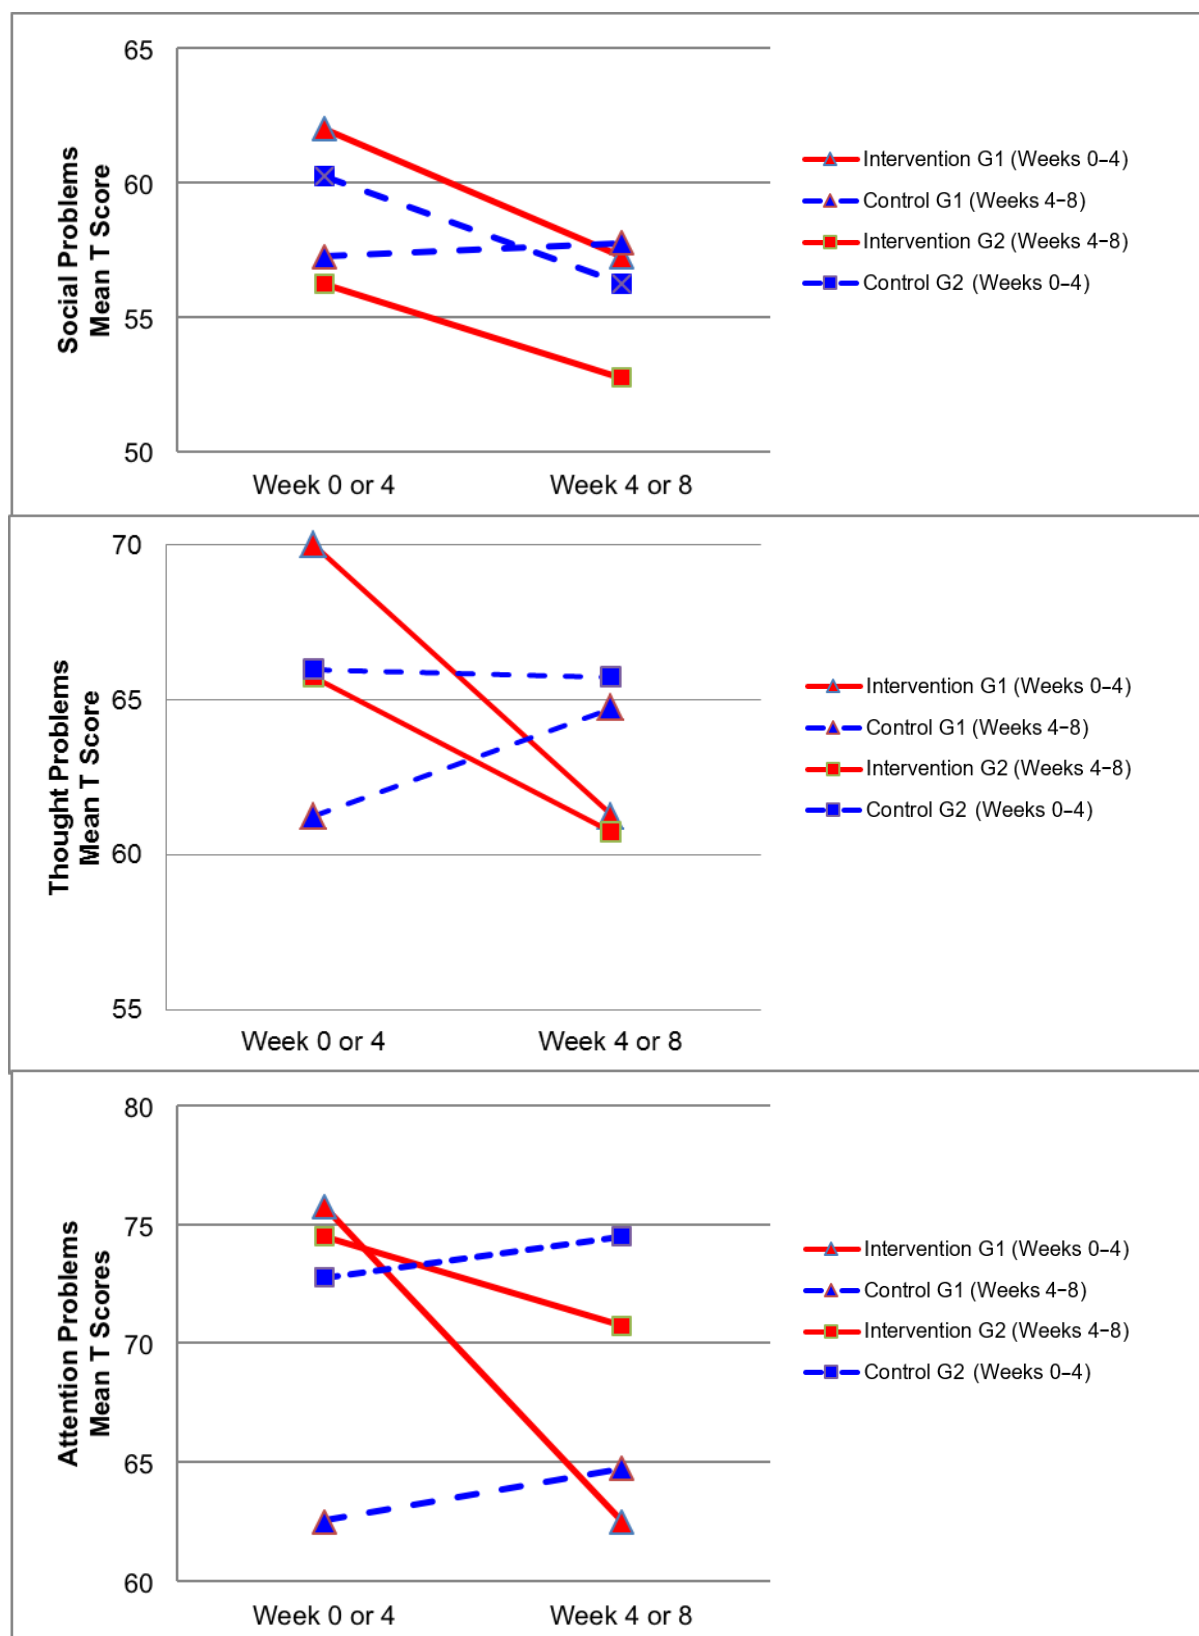 65
60
55
50
Social Problems
Mean T Score
Week 0 or 4
Week 4 or 8
Intervention G1 (Weeks 0–4)
Control G1 (Weeks 4–8)
Intervention G2 (Weeks 4–8)
Control G2 (Weeks 0–4)
70
65
60
55
Thought Problems
Mean T Score
Week 0 or 4
Week 4 or 8
Intervention G1 (Weeks 0–4)
Control G1 (Weeks 4–8)
Intervention G2 (Weeks 4–8)
Control G2 (Weeks 0–4)
80
75
70
65
60
Attention Problems
Mean T Scores
Week 0 or 4
Week 4 or 8
Intervention G1 (Weeks 0–4)
Control G1 (Weeks 4–8)
Intervention G2 (Weeks 4–8)
Control G2 (Weeks 0–4)